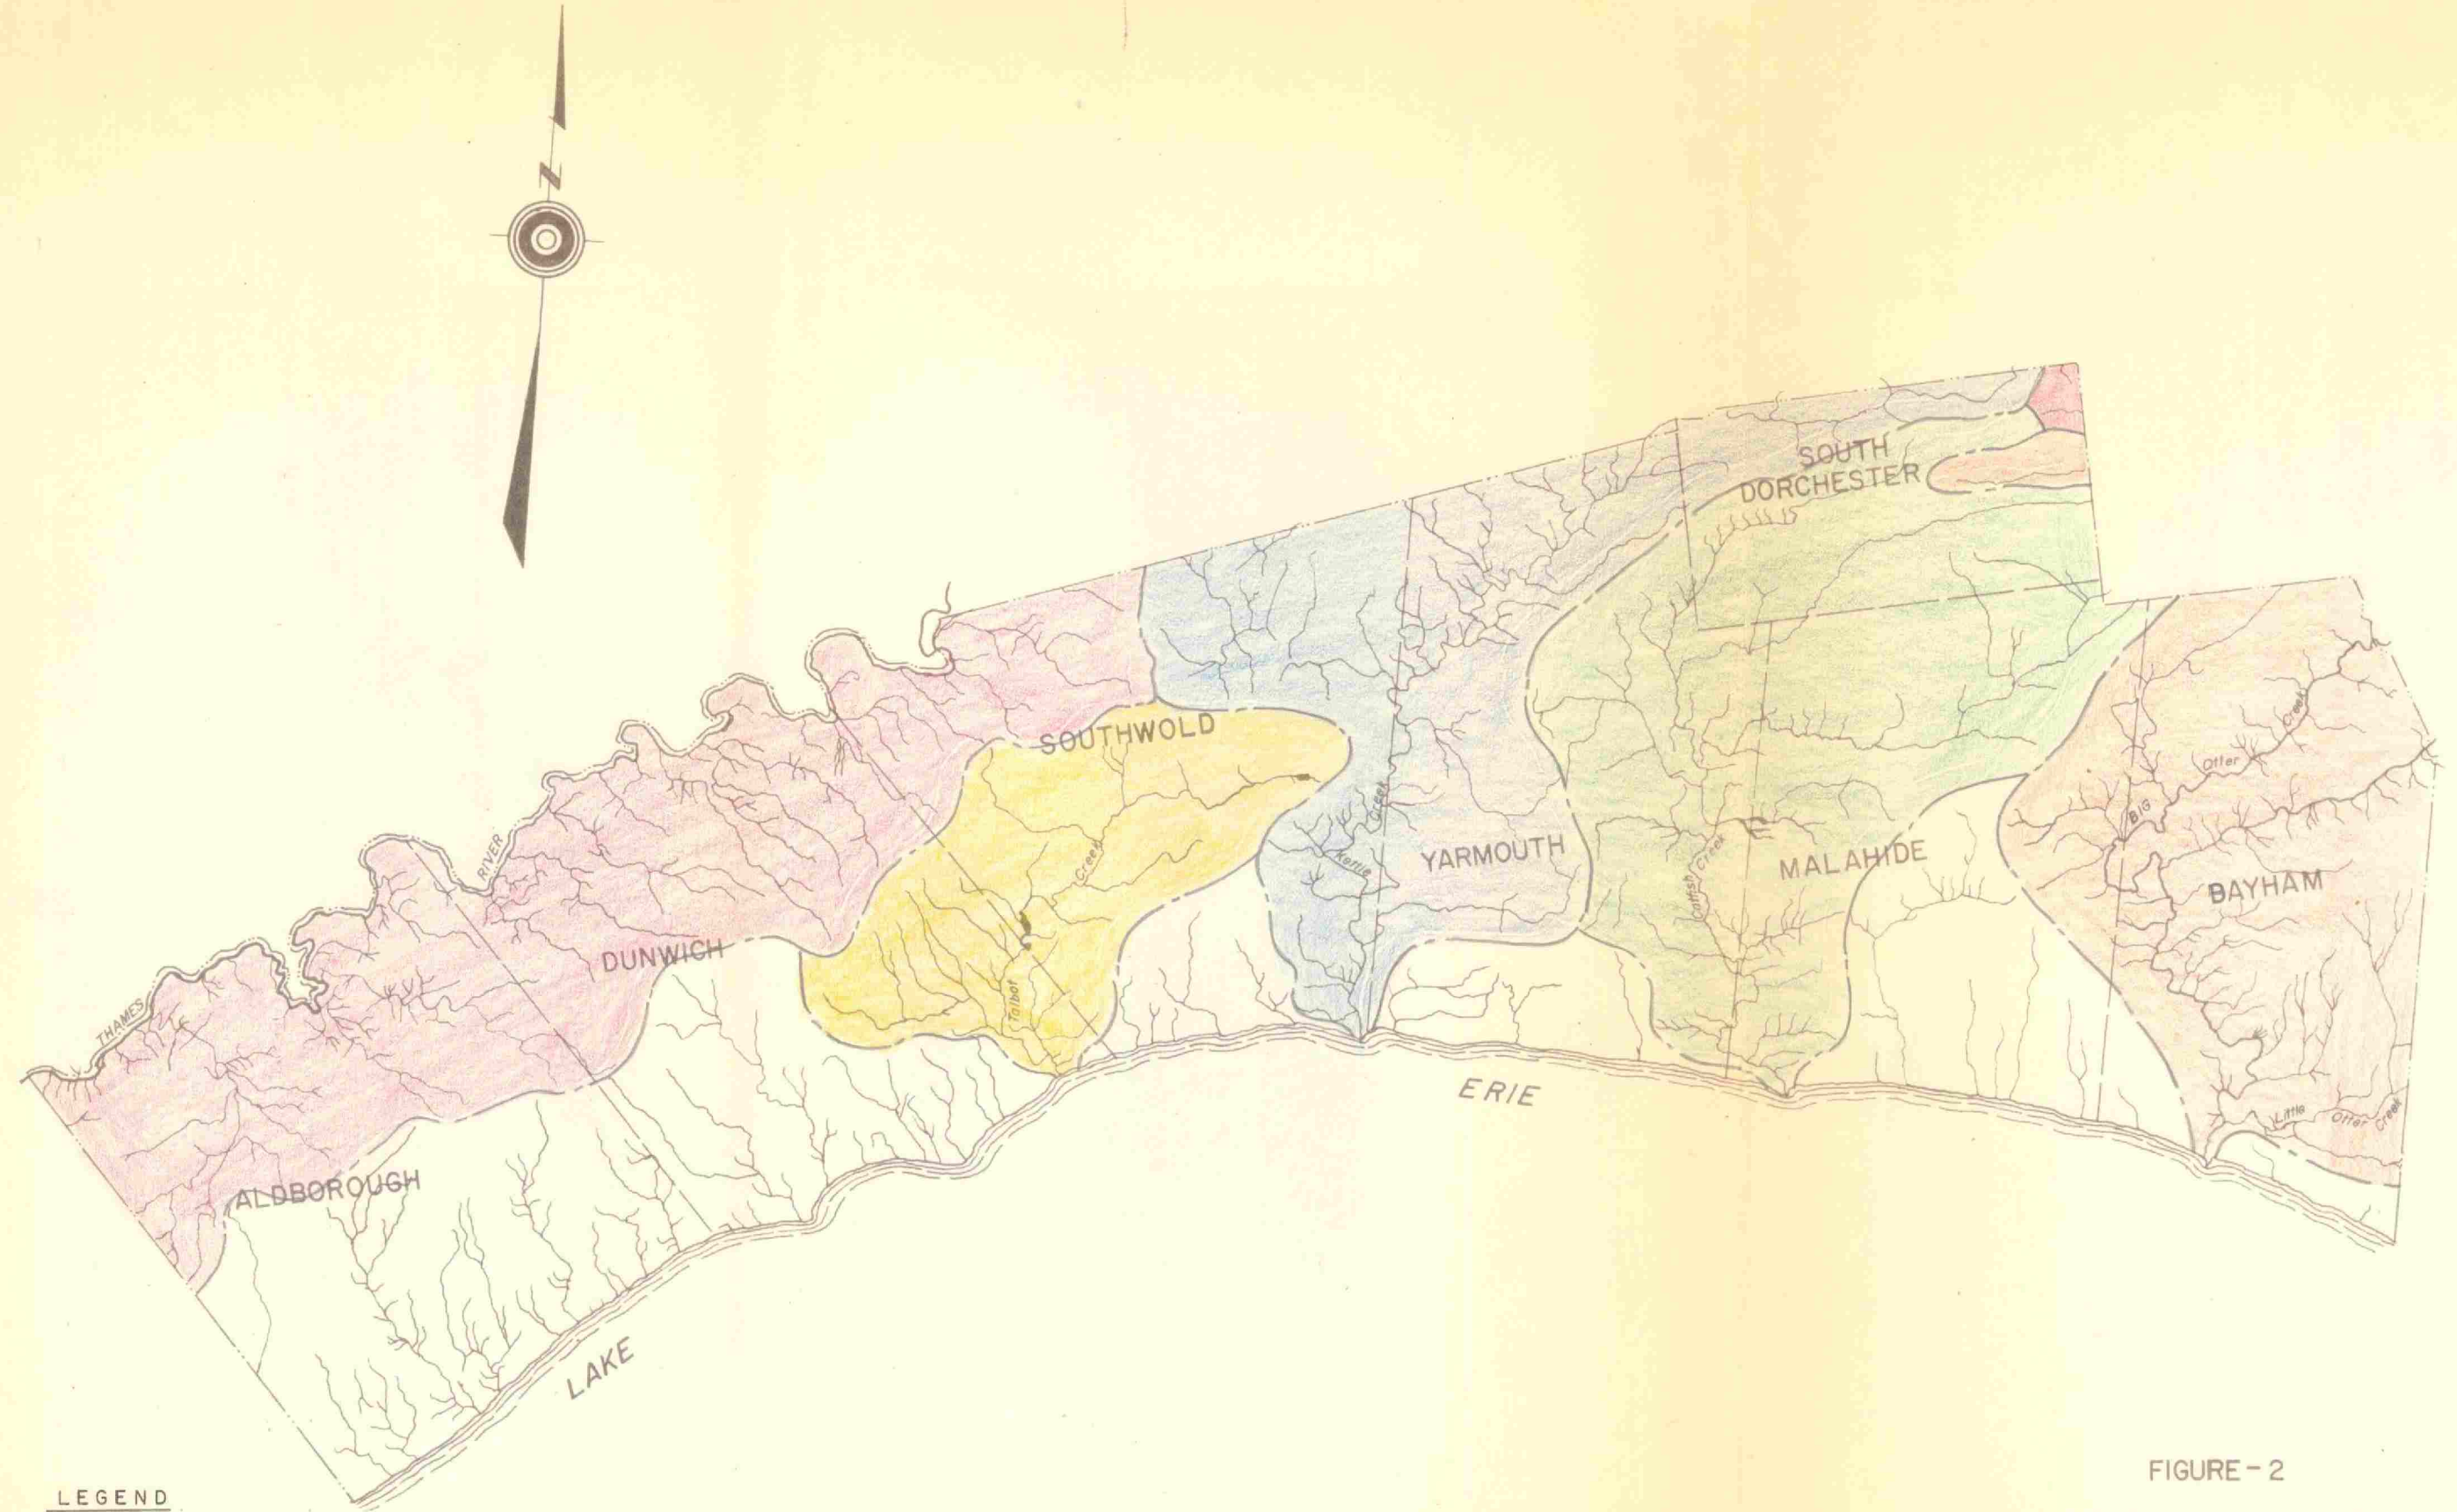 N
SOUTH
DORCHESTER
SOUTHWOLD
Creek
Otter
BIG
Creek
YARMOUTH
Kettle
Creek
Catfish Creek
MALAHIDE
BAYHAM
RIVER
DUNWICH
Talbot
THAMES
ERIE
Little Otter Creek
ALDBOROUGH
LAKE
FIGURE - 2
LEGEND